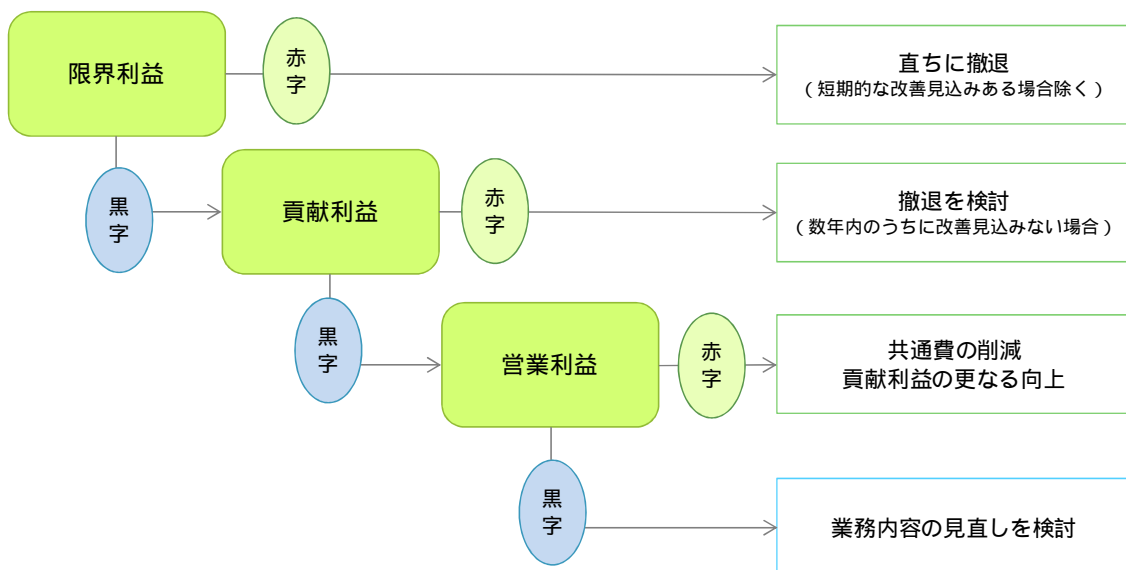 限界利益
赤
字
直ちに撤退
（短期的な改善見込みある場合除く）
黒
字
貢献利益
赤
字
撤退を検討
（数年内のうちに改善見込みない場合）
黒
字
営業利益
赤
字
共通費の削減
貢献利益の更なる向上
黒
字
業務内容の見直しを検討